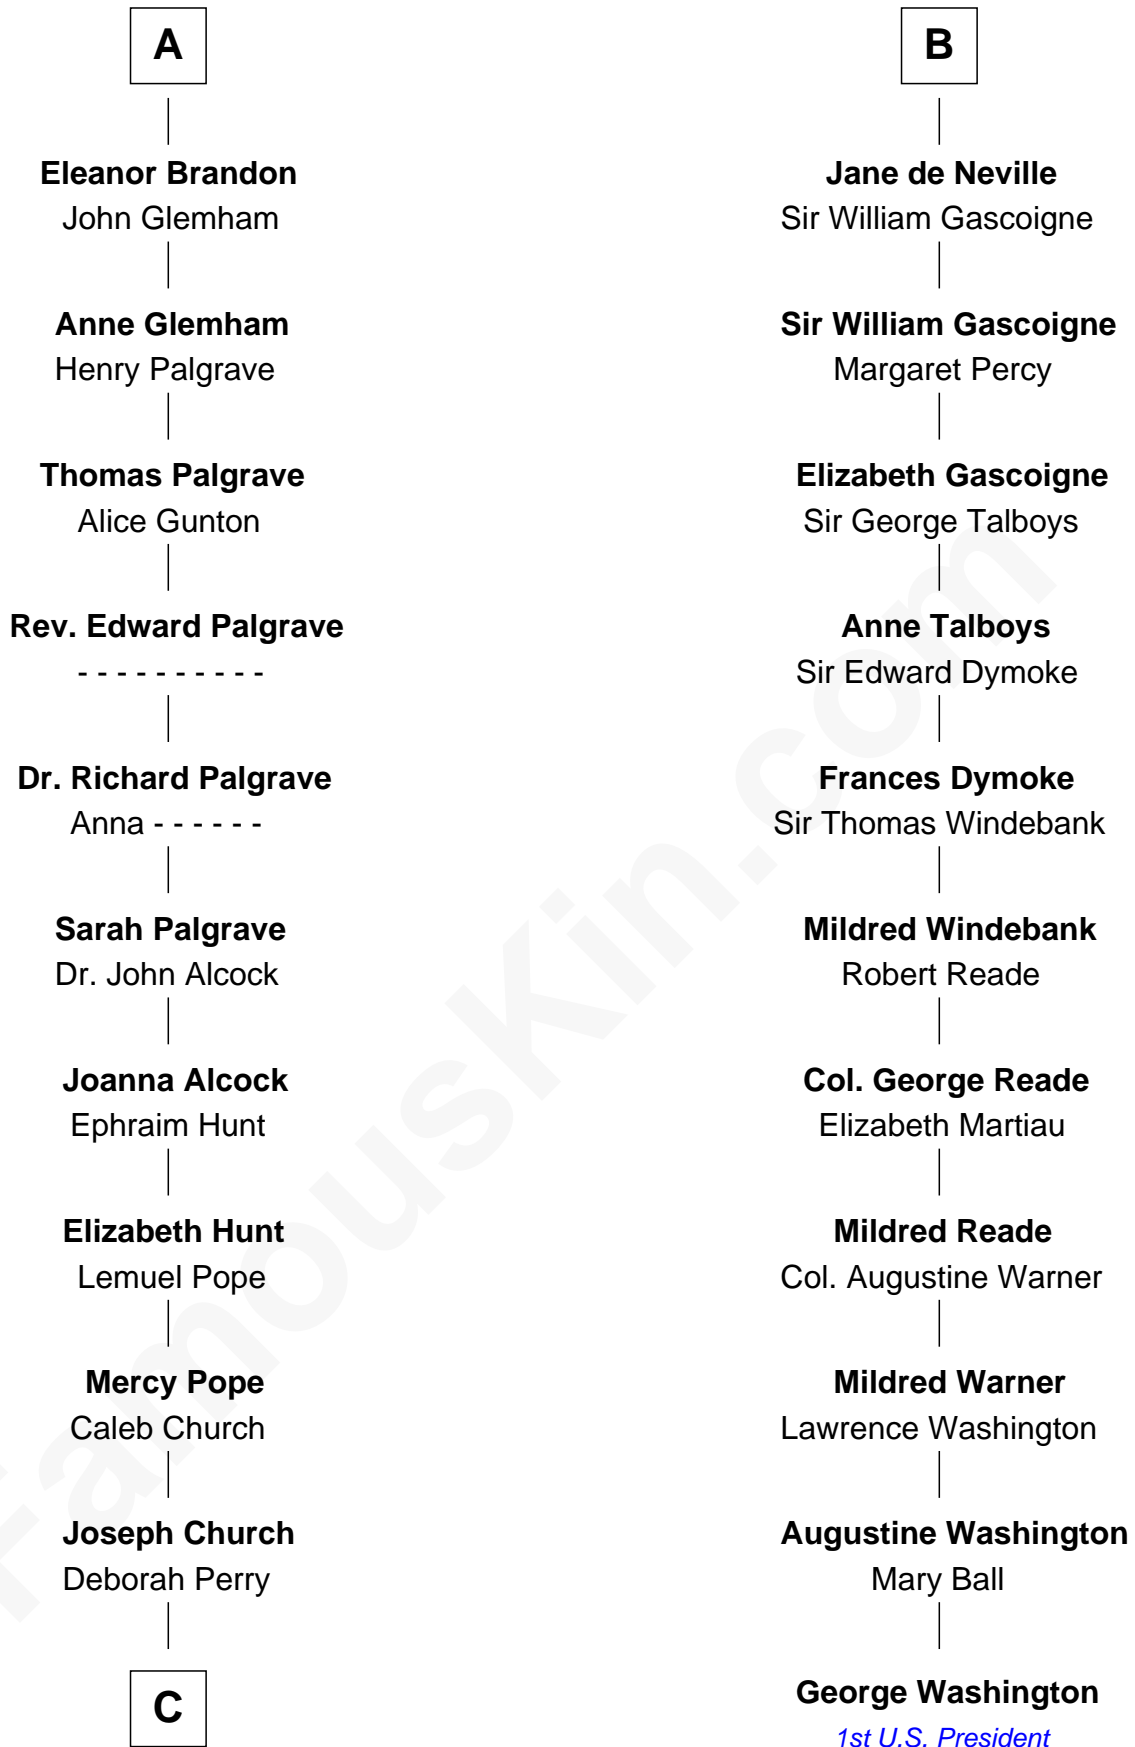 A
Eleanor Brandon
John Glemham
Anne Glemham
Henry Palgrave
Thomas Palgrave
Alice Gunton
Rev. Edward Palgrave
- - - - - - - - - -
Dr. Richard Palgrave
Anna - - - - - -
Sarah Palgrave
Dr. John Alcock
Joanna Alcock
Ephraim Hunt
Elizabeth Hunt
Lemuel Pope
Mercy Pope
Caleb Church
Joseph Church
Deborah Perry
C
B
Jane de Neville
Sir William Gascoigne
Sir William Gascoigne
Margaret Percy
Elizabeth Gascoigne
Sir George Talboys
Anne Talboys
Sir Edward Dymoke
Frances Dymoke
Sir Thomas Windebank
Mildred Windebank
Robert Reade
Col. George Reade
Elizabeth Martiau
Mildred Reade
Col. Augustine Warner
Mildred Warner
Lawrence Washington
Augustine Washington
Mary Ball
George Washington
1st U.S. President
FamousKin.com